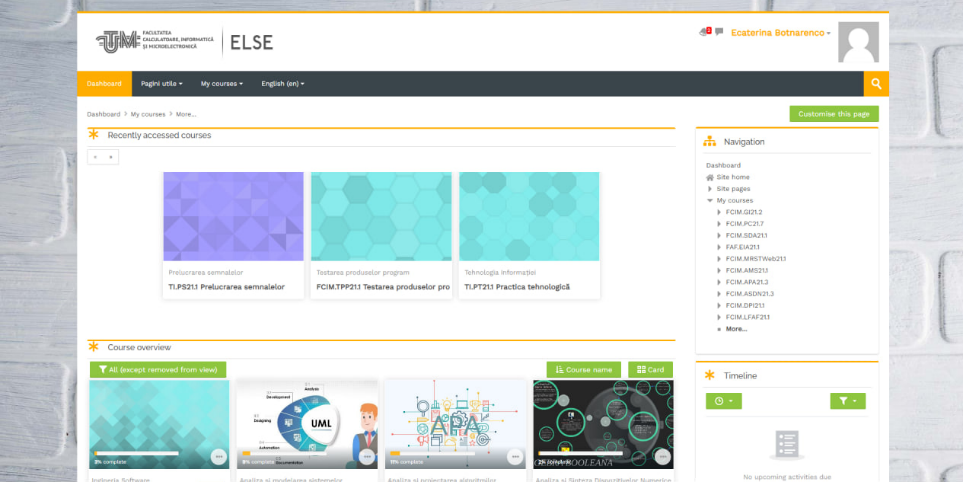 UTM
FACULTATEA
CALCULATOARE, INFORMATICĂ
ȘI MICROELECTRONICĂ
ELSE
2
Ecaterina Botnarenco
Dashboard
Pagini utile
My courses
English (en)
Dashboard > My courses > More...
Customise this page
Recently accessed courses
Prelucrarea semnalelor
TI.PS21.1 Prelucrarea semnalelor
Testarea produselor program
FCIM.TPP21.1 Testarea produselor pro
Tehnologia Informației
TI.PT21.1 Practica tehnologică
Navigation
Dashboard
Site home
Site pages
My courses
FCIM.GI21.2
FCIM.PC21.7
FCIM.SDA21.1
FAF.EIA21.1
FCIM.MRSTWeb21.1
FCIM.AMS21.1
FCIM.APA21.3
FCIM.ASDN21.3
FCIM.DPI21.1
FCIM.LFAF21.1
More...
Course overview
All (except removed from view)
Course name
Card
Analysis
Development
Designing
UML
Automation
Documentation
APA
BOOLEANA
complete
complete
11% complete
complete
Ingineria Software
Analiza și modelarea sistemelor
Analiza și proiectarea algoritmilor
Analiza și Sinteza Dispozitivelor Numerice
Timeline
No upcoming activities due